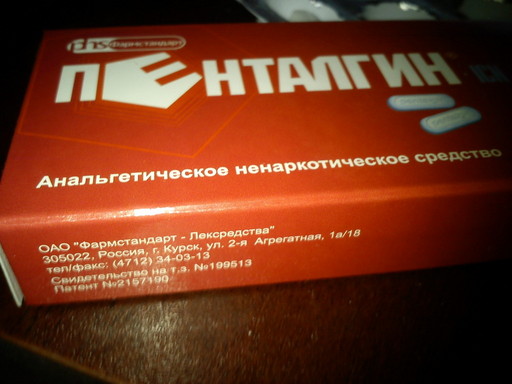 phs Фармстандарт
ПЕНТАЛГИН
Анальгетическое ненаркотическое средство
ОАО "Фармстандарт - Лексредства"
305022, Россия, г. Курск, ул. 2-я Агрегатная, 1а/18
тел/факс: (4712) 34-03-13
Свидетельство на т.з. №199513
Патент №2157190